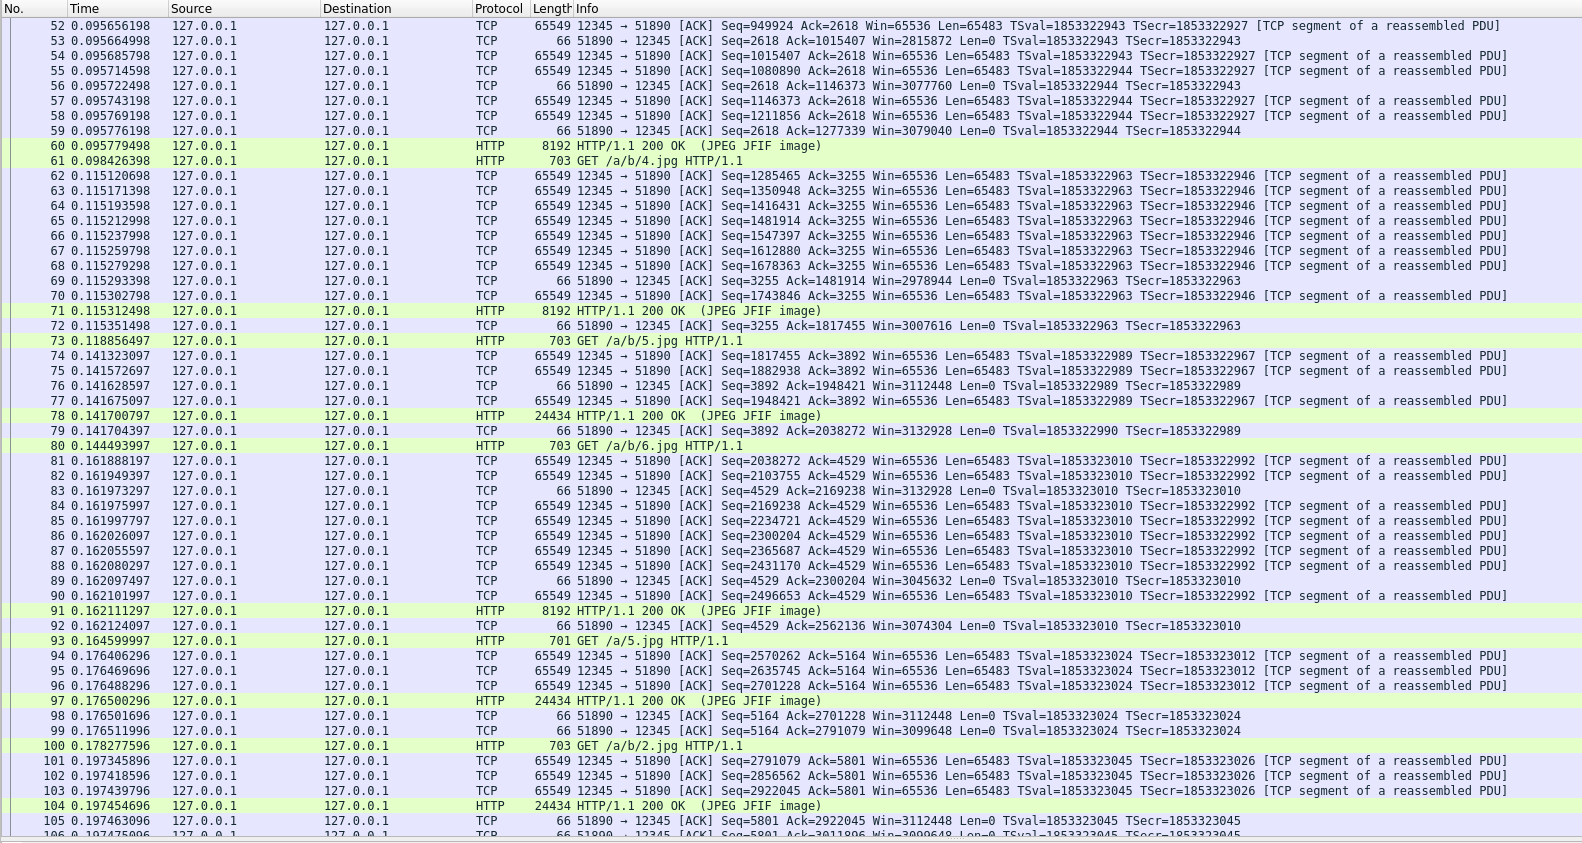 No. Time Source Destination Protocol Length Info
52 0.095656198 127.0.0.1 127.0.0.1 TCP 65549 12345 → 51890 [ACK] Seq=949924 Ack=2618 Win=65536 Len=65483 TSval=1853322943 TSecr=1853322927 [TCP segment of a reassembled PDU]
53 0.095664998 127.0.0.1 127.0.0.1 TCP 66 51890 → 12345 [ACK] Seq=2618 Ack=1015407 Win=2815872 Len=0 TSval=1853322943 TSecr=1853322943
54 0.095685798 127.0.0.1 127.0.0.1 TCP 65549 12345 → 51890 [ACK] Seq=1015407 Ack=2618 Win=65536 Len=65483 TSval=1853322943 TSecr=1853322927 [TCP segment of a reassembled PDU]
55 0.095714598 127.0.0.1 127.0.0.1 TCP 65549 12345 → 51890 [ACK] Seq=1080890 Ack=2618 Win=65536 Len=65483 TSval=1853322944 TSecr=1853322927 [TCP segment of a reassembled PDU]
56 0.095722498 127.0.0.1 127.0.0.1 TCP 66 51890 → 12345 [ACK] Seq=2618 Ack=1146373 Win=3077760 Len=0 TSval=1853322944 TSecr=1853322943
57 0.095743198 127.0.0.1 127.0.0.1 TCP 65549 12345 → 51890 [ACK] Seq=1146373 Ack=2618 Win=65536 Len=65483 TSval=1853322944 TSecr=1853322927 [TCP segment of a reassembled PDU]
58 0.095769198 127.0.0.1 127.0.0.1 TCP 65549 12345 → 51890 [ACK] Seq=1211856 Ack=2618 Win=65536 Len=65483 TSval=1853322944 TSecr=1853322927 [TCP segment of a reassembled PDU]
59 0.095776198 127.0.0.1 127.0.0.1 TCP 66 51890 → 12345 [ACK] Seq=2618 Ack=1277339 Win=3079040 Len=0 TSval=1853322944 TSecr=1853322944
60 0.095779498 127.0.0.1 127.0.0.1 HTTP 8192 HTTP/1.1 200 OK (JPEG JFIF image)
61 0.098426398 127.0.0.1 127.0.0.1 HTTP 703 GET /a/b/4.jpg HTTP/1.1
62 0.115120698 127.0.0.1 127.0.0.1 TCP 65549 12345 → 51890 [ACK] Seq=1285465 Ack=3255 Win=65536 Len=65483 TSval=1853322963 TSecr=1853322946 [TCP segment of a reassembled PDU]
63 0.115171398 127.0.0.1 127.0.0.1 TCP 65549 12345 → 51890 [ACK] Seq=1350948 Ack=3255 Win=65536 Len=65483 TSval=1853322963 TSecr=1853322946 [TCP segment of a reassembled PDU]
64 0.115193598 127.0.0.1 127.0.0.1 TCP 65549 12345 → 51890 [ACK] Seq=1416431 Ack=3255 Win=65536 Len=65483 TSval=1853322963 TSecr=1853322946 [TCP segment of a reassembled PDU]
65 0.115212998 127.0.0.1 127.0.0.1 TCP 65549 12345 → 51890 [ACK] Seq=1481914 Ack=3255 Win=65536 Len=65483 TSval=1853322963 TSecr=1853322946 [TCP segment of a reassembled PDU]
66 0.115237998 127.0.0.1 127.0.0.1 TCP 65549 12345 → 51890 [ACK] Seq=1547397 Ack=3255 Win=65536 Len=65483 TSval=1853322963 TSecr=1853322946 [TCP segment of a reassembled PDU]
67 0.115259798 127.0.0.1 127.0.0.1 TCP 65549 12345 → 51890 [ACK] Seq=1612880 Ack=3255 Win=65536 Len=65483 TSval=1853322963 TSecr=1853322946 [TCP segment of a reassembled PDU]
68 0.115279298 127.0.0.1 127.0.0.1 TCP 65549 12345 → 51890 [ACK] Seq=1678363 Ack=3255 Win=65536 Len=65483 TSval=1853322963 TSecr=1853322946 [TCP segment of a reassembled PDU]
69 0.115293398 127.0.0.1 127.0.0.1 TCP 66 51890 → 12345 [ACK] Seq=3255 Ack=1481914 Win=2978944 Len=0 TSval=1853322963 TSecr=1853322963
70 0.115302798 127.0.0.1 127.0.0.1 TCP 65549 12345 → 51890 [ACK] Seq=1743846 Ack=3255 Win=65536 Len=65483 TSval=1853322963 TSecr=1853322946 [TCP segment of a reassembled PDU]
71 0.115312498 127.0.0.1 127.0.0.1 HTTP 8192 HTTP/1.1 200 OK (JPEG JFIF image)
72 0.115351498 127.0.0.1 127.0.0.1 TCP 66 51890 → 12345 [ACK] Seq=3255 Ack=1817455 Win=3007616 Len=0 TSval=1853322963 TSecr=1853322963
73 0.118856497 127.0.0.1 127.0.0.1 HTTP 703 GET /a/b/5.jpg HTTP/1.1
74 0.141323097 127.0.0.1 127.0.0.1 TCP 65549 12345 → 51890 [ACK] Seq=1817455 Ack=3892 Win=65536 Len=65483 TSval=1853322989 TSecr=1853322967 [TCP segment of a reassembled PDU]
75 0.141572697 127.0.0.1 127.0.0.1 TCP 65549 12345 → 51890 [ACK] Seq=1882938 Ack=3892 Win=65536 Len=65483 TSval=1853322989 TSecr=1853322967 [TCP segment of a reassembled PDU]
76 0.141628597 127.0.0.1 127.0.0.1 TCP 66 51890 → 12345 [ACK] Seq=3892 Ack=1948421 Win=3112448 Len=0 TSval=1853322989 TSecr=1853322989
77 0.141675097 127.0.0.1 127.0.0.1 TCP 65549 12345 → 51890 [ACK] Seq=1948421 Ack=3892 Win=65536 Len=65483 TSval=1853322989 TSecr=1853322967 [TCP segment of a reassembled PDU]
78 0.141700797 127.0.0.1 127.0.0.1 HTTP 24434 HTTP/1.1 200 OK (JPEG JFIF image)
79 0.141704397 127.0.0.1 127.0.0.1 TCP 66 51890 → 12345 [ACK] Seq=3892 Ack=2038272 Win=3132928 Len=0 TSval=1853322990 TSecr=1853322989
80 0.144493997 127.0.0.1 127.0.0.1 HTTP 703 GET /a/b/6.jpg HTTP/1.1
81 0.161888197 127.0.0.1 127.0.0.1 TCP 65549 12345 → 51890 [ACK] Seq=2038272 Ack=4529 Win=65536 Len=65483 TSval=1853323010 TSecr=1853322992 [TCP segment of a reassembled PDU]
82 0.161949397 127.0.0.1 127.0.0.1 TCP 65549 12345 → 51890 [ACK] Seq=2103755 Ack=4529 Win=65536 Len=65483 TSval=1853323010 TSecr=1853322992 [TCP segment of a reassembled PDU]
83 0.161973297 127.0.0.1 127.0.0.1 TCP 66 51890 → 12345 [ACK] Seq=4529 Ack=2169238 Win=3132928 Len=0 TSval=1853323010 TSecr=1853323010
84 0.161975997 127.0.0.1 127.0.0.1 TCP 65549 12345 → 51890 [ACK] Seq=2169238 Ack=4529 Win=65536 Len=65483 TSval=1853323010 TSecr=1853322992 [TCP segment of a reassembled PDU]
85 0.161997797 127.0.0.1 127.0.0.1 TCP 65549 12345 → 51890 [ACK] Seq=2234721 Ack=4529 Win=65536 Len=65483 TSval=1853323010 TSecr=1853322992 [TCP segment of a reassembled PDU]
86 0.162026097 127.0.0.1 127.0.0.1 TCP 65549 12345 → 51890 [ACK] Seq=2300204 Ack=4529 Win=65536 Len=65483 TSval=1853323010 TSecr=1853322992 [TCP segment of a reassembled PDU]
87 0.162055597 127.0.0.1 127.0.0.1 TCP 65549 12345 → 51890 [ACK] Seq=2365687 Ack=4529 Win=65536 Len=65483 TSval=1853323010 TSecr=1853322992 [TCP segment of a reassembled PDU]
88 0.162080297 127.0.0.1 127.0.0.1 TCP 65549 12345 → 51890 [ACK] Seq=2431170 Ack=4529 Win=65536 Len=65483 TSval=1853323010 TSecr=1853322992 [TCP segment of a reassembled PDU]
89 0.162097497 127.0.0.1 127.0.0.1 TCP 66 51890 → 12345 [ACK] Seq=4529 Ack=2300204 Win=3045632 Len=0 TSval=1853323010 TSecr=1853323010
90 0.162101997 127.0.0.1 127.0.0.1 TCP 65549 12345 → 51890 [ACK] Seq=2496653 Ack=4529 Win=65536 Len=65483 TSval=1853323010 TSecr=1853322992 [TCP segment of a reassembled PDU]
91 0.162111297 127.0.0.1 127.0.0.1 HTTP 8192 HTTP/1.1 200 OK (JPEG JFIF image)
92 0.162124097 127.0.0.1 127.0.0.1 TCP 66 51890 → 12345 [ACK] Seq=4529 Ack=2562136 Win=3074304 Len=0 TSval=1853323010 TSecr=1853323010
93 0.164599997 127.0.0.1 127.0.0.1 HTTP 701 GET /a/5.jpg HTTP/1.1
94 0.176406296 127.0.0.1 127.0.0.1 TCP 65549 12345 → 51890 [ACK] Seq=2570262 Ack=5164 Win=65536 Len=65483 TSval=1853323024 TSecr=1853323012 [TCP segment of a reassembled PDU]
95 0.176469296 127.0.0.1 127.0.0.1 TCP 65549 12345 → 51890 [ACK] Seq=2635745 Ack=5164 Win=65536 Len=65483 TSval=1853323024 TSecr=1853323012 [TCP segment of a reassembled PDU]
96 0.176488296 127.0.0.1 127.0.0.1 TCP 65549 12345 → 51890 [ACK] Seq=2701228 Ack=5164 Win=65536 Len=65483 TSval=1853323024 TSecr=1853323012 [TCP segment of a reassembled PDU]
97 0.176500296 127.0.0.1 127.0.0.1 HTTP 24434 HTTP/1.1 200 OK (JPEG JFIF image)
98 0.176501696 127.0.0.1 127.0.0.1 TCP 66 51890 → 12345 [ACK] Seq=5164 Ack=2701228 Win=3112448 Len=0 TSval=1853323024 TSecr=1853323024
99 0.176511996 127.0.0.1 127.0.0.1 TCP 66 51890 → 12345 [ACK] Seq=5164 Ack=2791079 Win=3099648 Len=0 TSval=1853323024 TSecr=1853323024
100 0.178277596 127.0.0.1 127.0.0.1 HTTP 703 GET /a/b/2.jpg HTTP/1.1
101 0.197345896 127.0.0.1 127.0.0.1 TCP 65549 12345 → 51890 [ACK] Seq=2791079 Ack=5801 Win=65536 Len=65483 TSval=1853323045 TSecr=1853323026 [TCP segment of a reassembled PDU]
102 0.197418596 127.0.0.1 127.0.0.1 TCP 65549 12345 → 51890 [ACK] Seq=2856562 Ack=5801 Win=65536 Len=65483 TSval=1853323045 TSecr=1853323026 [TCP segment of a reassembled PDU]
103 0.197439796 127.0.0.1 127.0.0.1 TCP 65549 12345 → 51890 [ACK] Seq=2922045 Ack=5801 Win=65536 Len=65483 TSval=1853323045 TSecr=1853323026 [TCP segment of a reassembled PDU]
104 0.197454696 127.0.0.1 127.0.0.1 HTTP 24434 HTTP/1.1 200 OK (JPEG JFIF image)
105 0.197463096 127.0.0.1 127.0.0.1 TCP 66 51890 → 12345 [ACK] Seq=5801 Ack=2922045 Win=3112448 Len=0 TSval=1853323045 TSecr=1853323045
106 0.197475096 127.0.0.1 127.0.0.1 TCP 66 51890 → 12345 [ACK] Seq=5801 Ack=3011896 Win=3099648 Len=0 TSval=1853323045 TSecr=1853323045